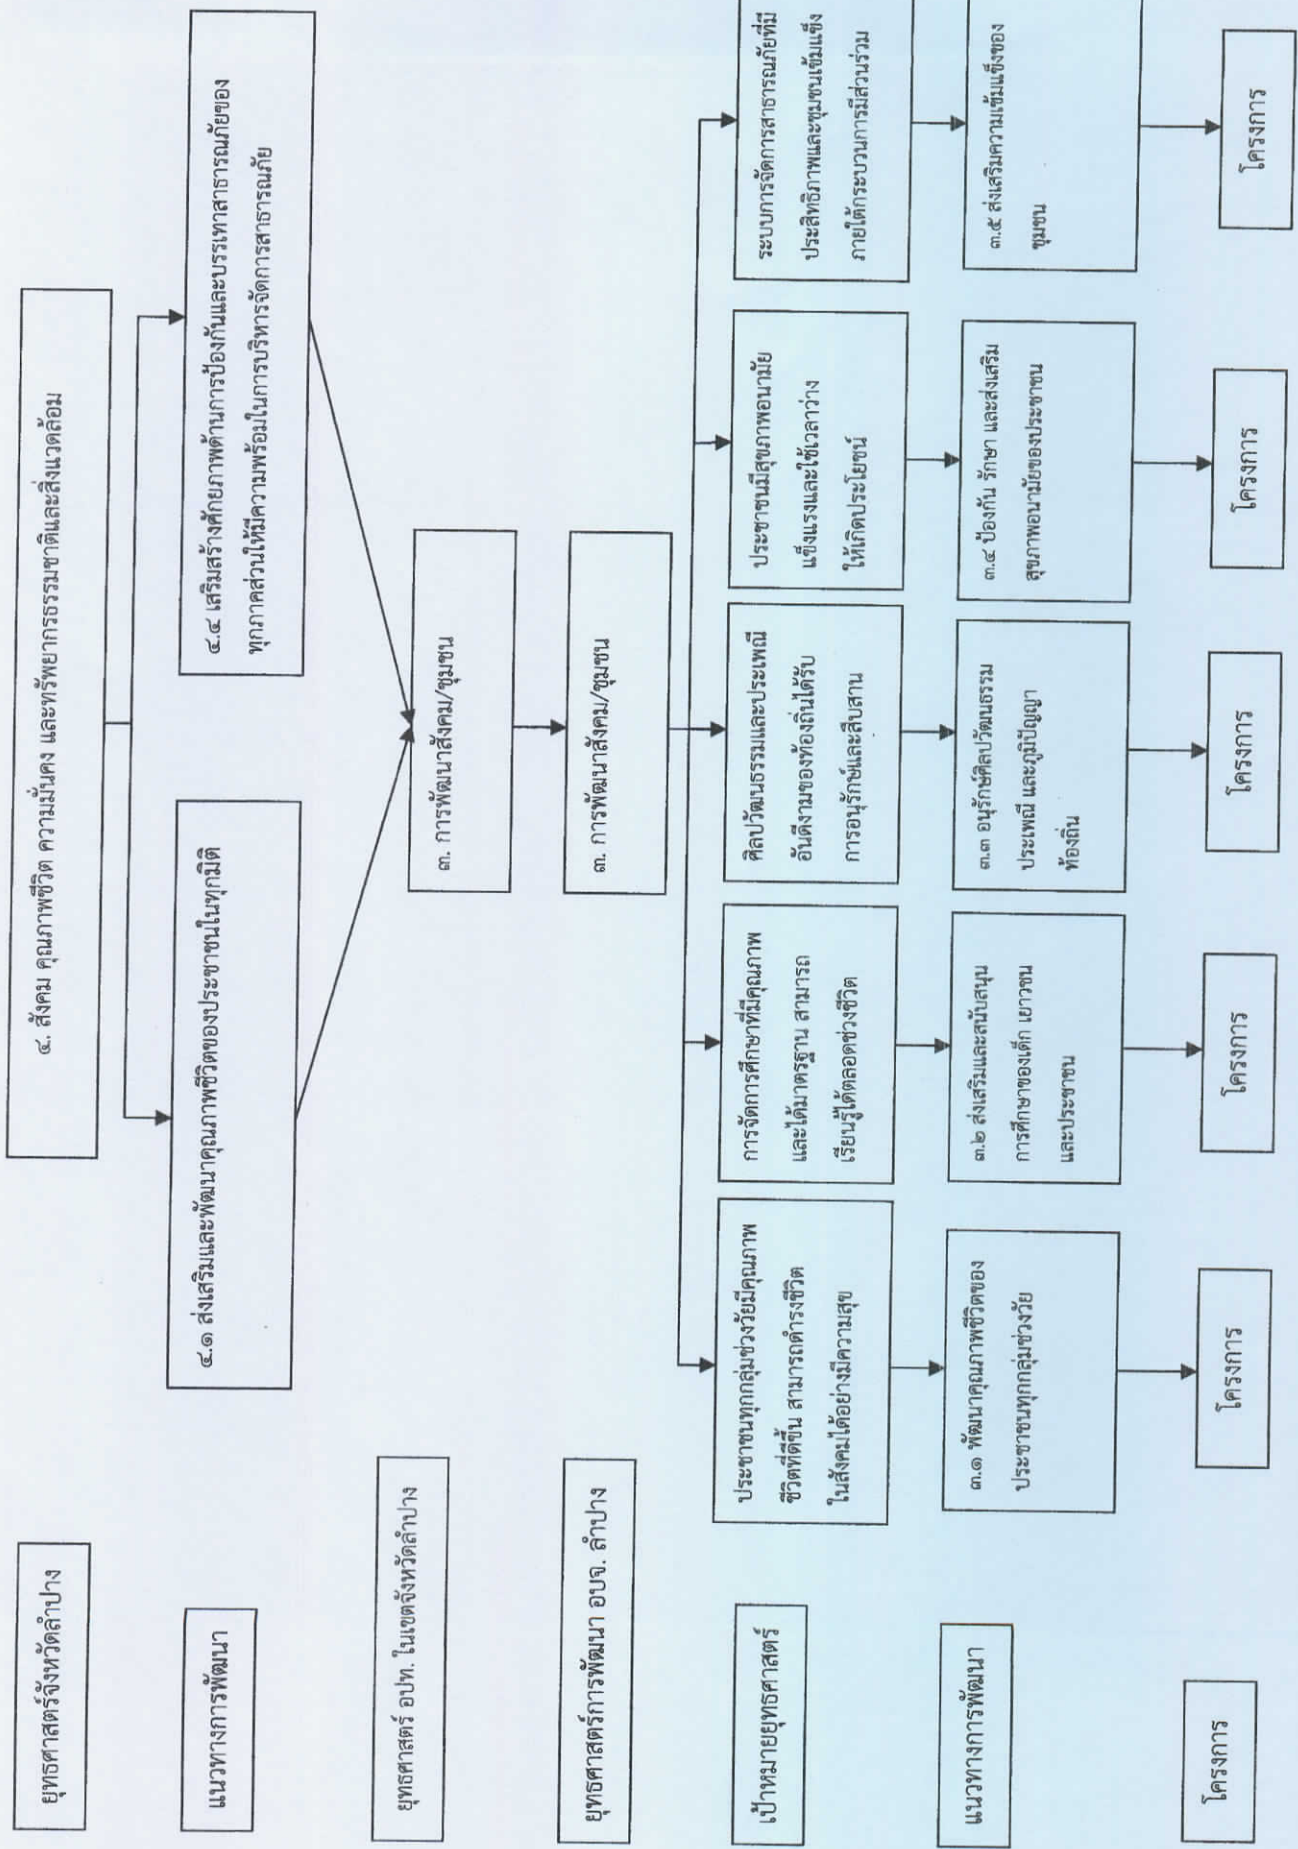 ยุทธศาสตร์จังหวัดลำปาง
๔. สังคม คุณภาพชีวิต ความมั่นคง และทรัพยากรธรรมชาติและสิ่งแวดล้อม
แนวทางการพัฒนา
๔.๑ ส่งเสริมและพัฒนาคุณภาพชีวิตของประชาชนในทุกมิติ
๔.๔ เสริมสร้างศักยภาพด้านการป้องกันและบรรเทาสาธารณภัยของ
ทุกภาคส่วนให้มีความพร้อมในการบริหารจัดการสาธารณภัย
ยุทธศาสตร์ อปท. ในเขตจังหวัดลำปาง
๓. การพัฒนาสังคม/ชุมชน
ยุทธศาสตร์การพัฒนา อบจ. ลำปาง
๓. การพัฒนาสังคม/ชุมชน
เป้าหมายยุทธศาสตร์
ประชาชนทุกกลุ่มช่วงวัยมีคุณภาพ
ชีวิตที่ดีขึ้น สามารถดำรงชีวิต
ในสังคมได้อย่างมีความสุข
การจัดการศึกษาที่มีคุณภาพ
และได้มาตรฐาน สามารถ
เรียนรู้ได้ตลอดช่วงชีวิต
ศิลปวัฒนธรรมและประเพณี
อันดีงามของท้องถิ่นได้รับ
การอนุรักษ์และสืบสาน
ประชาชนมีสุขภาพอนามัย
แข็งแรงและใช้เวลาว่าง
ให้เกิดประโยชน์
ระบบการจัดการสาธารณภัยที่มี
ประสิทธิภาพและชุมชนเข้มแข็ง
ภายใต้กระบวนการมีส่วนร่วม
แนวทางการพัฒนา
๓.๑ พัฒนาคุณภาพชีวิตของ
ประชาชนทุกกลุ่มช่วงวัย
๓.๒ ส่งเสริมและสนับสนุน
การศึกษาของเด็ก เยาวชน
และประชาชน
๓.๓ อนุรักษ์ศิลปวัฒนธรรม
ประเพณี และภูมิปัญญา
ท้องถิ่น
๓.๔ ป้องกัน รักษา และส่งเสริม
สุขภาพอนามัยของประชาชน
๓.๕ ส่งเสริมความเข้มแข็งของ
ชุมชน
โครงการ
โครงการ
โครงการ
โครงการ
โครงการ
โครงการ